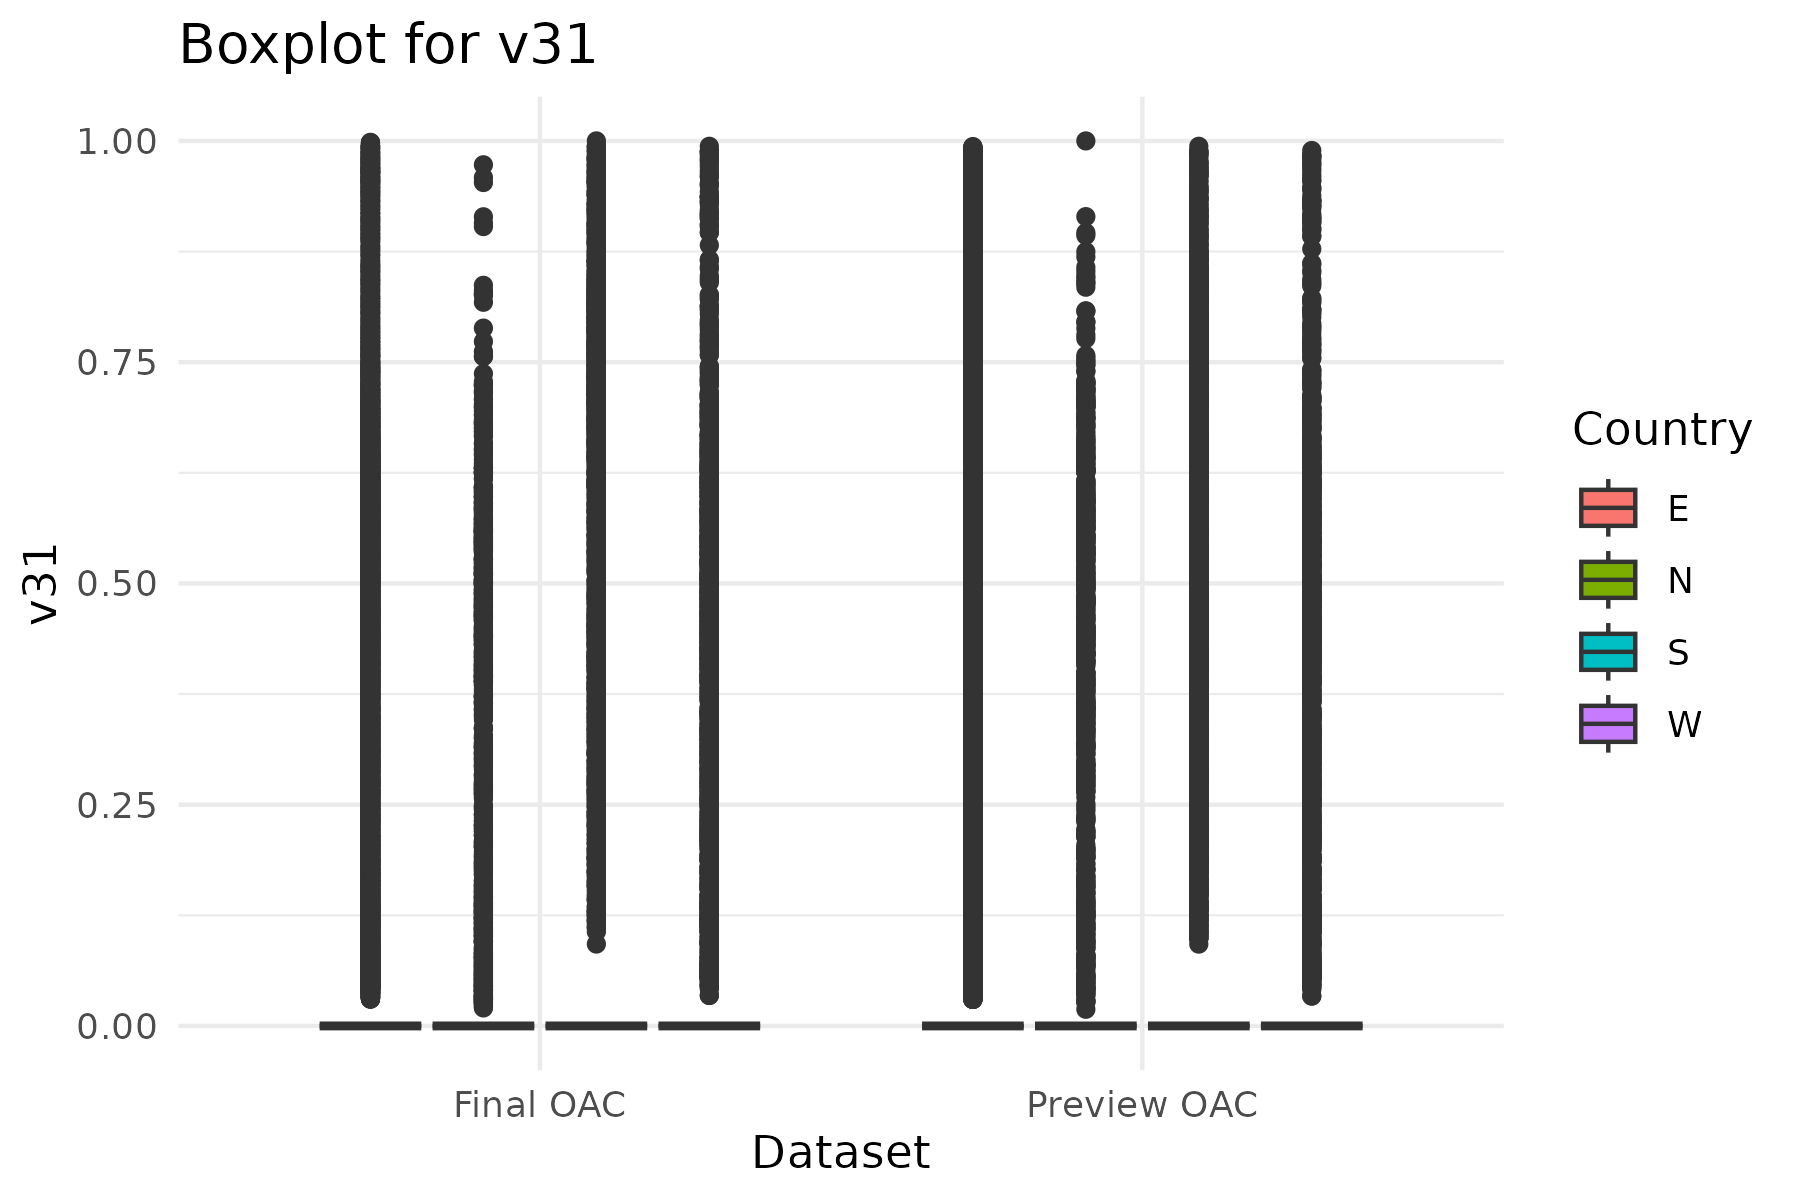 Boxplot for v31
1.00
0.75
0.50
0.25
0.00
v31
Final OAC
Preview OAC
Dataset
Country
E
N
S
W